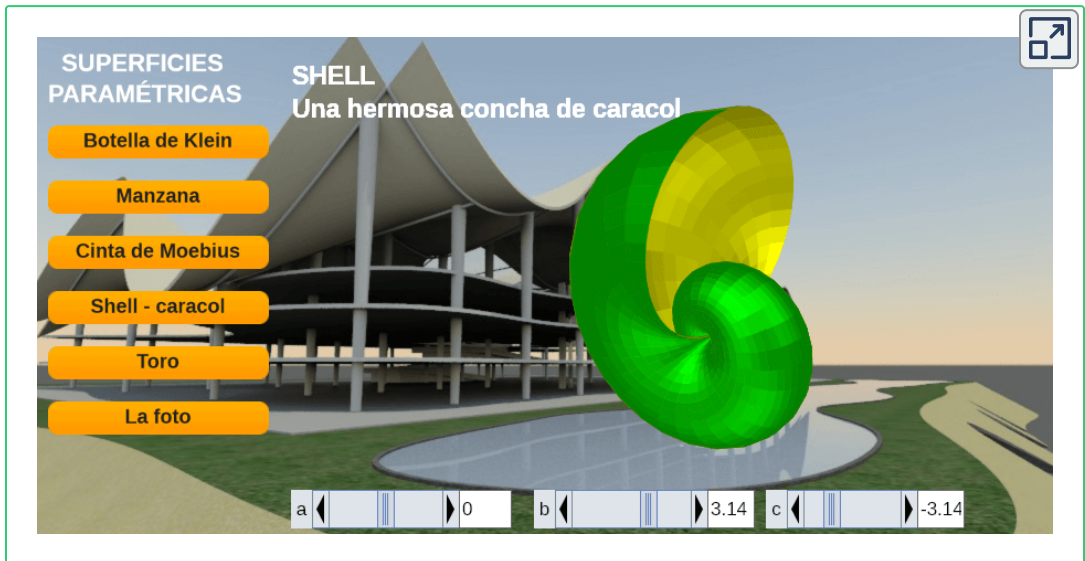 SUPERFICIES
PARAMÉTRICAS
Botella de Klein
Manzana
Cinta de Moebius
Shell - caracol
Toro
La foto
SHELL
Una hermosa concha de caracol
a 0
b 3.14
c -3.14